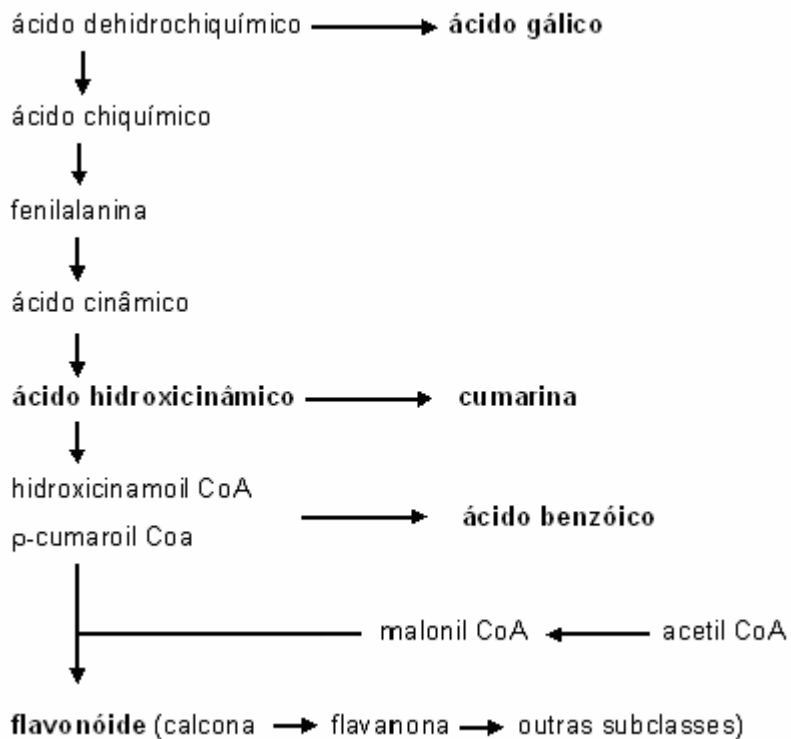 ácido dehidrochiquímico ácido gálico
ácido chiquímico
fenilalanina
ácido cinâmico
ácido hidroxicinâmico cumarina
hidroxicinamoil CoA
ácido benzóico
p-cumaroil Coa
malonil CoA acetil CoA
flavonóide (calcona flavanona outras subclasses)